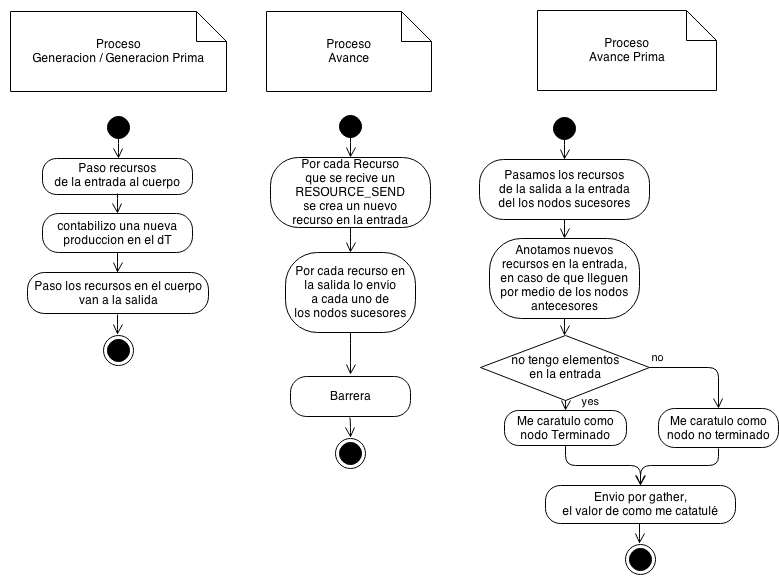 Proceso
Generacion / Generacion Prima
Paso recursos
de la entrada al cuerpo
contabilizo una nueva
produccion en el dT
Paso los recursos en el cuerpo
van a la salida
Proceso
Avance
Por cada Recurso
que se recive un
RESOURCE_SEND
se crea un nuevo
recurso en la entrada
Por cada recurso en
la salida lo envio
a cada uno de
los nodos sucesores
Barrera
Proceso
Avance Prima
Pasamos los recursos
de la salida a la entrada
del los nodos sucesores
Anotamos nuevos
recursos en la entrada,
en caso de que lleguen
por medio de los nodos
antecesores
no tengo elementos
en la entrada
no
yes
Me caratulo como
nodo Terminado
Me caratulo como
nodo no terminado
Envio por gather,
el valor de como me catatulé